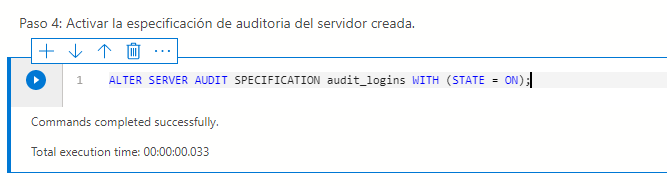 Paso 4: Activar la especificación de auditoria del servidor creada.
1 ALTER SERVER AUDIT SPECIFICATION audit_logins WITH (STATE = ON);
Commands completed successfully.
Total execution time: 00:00:00.033